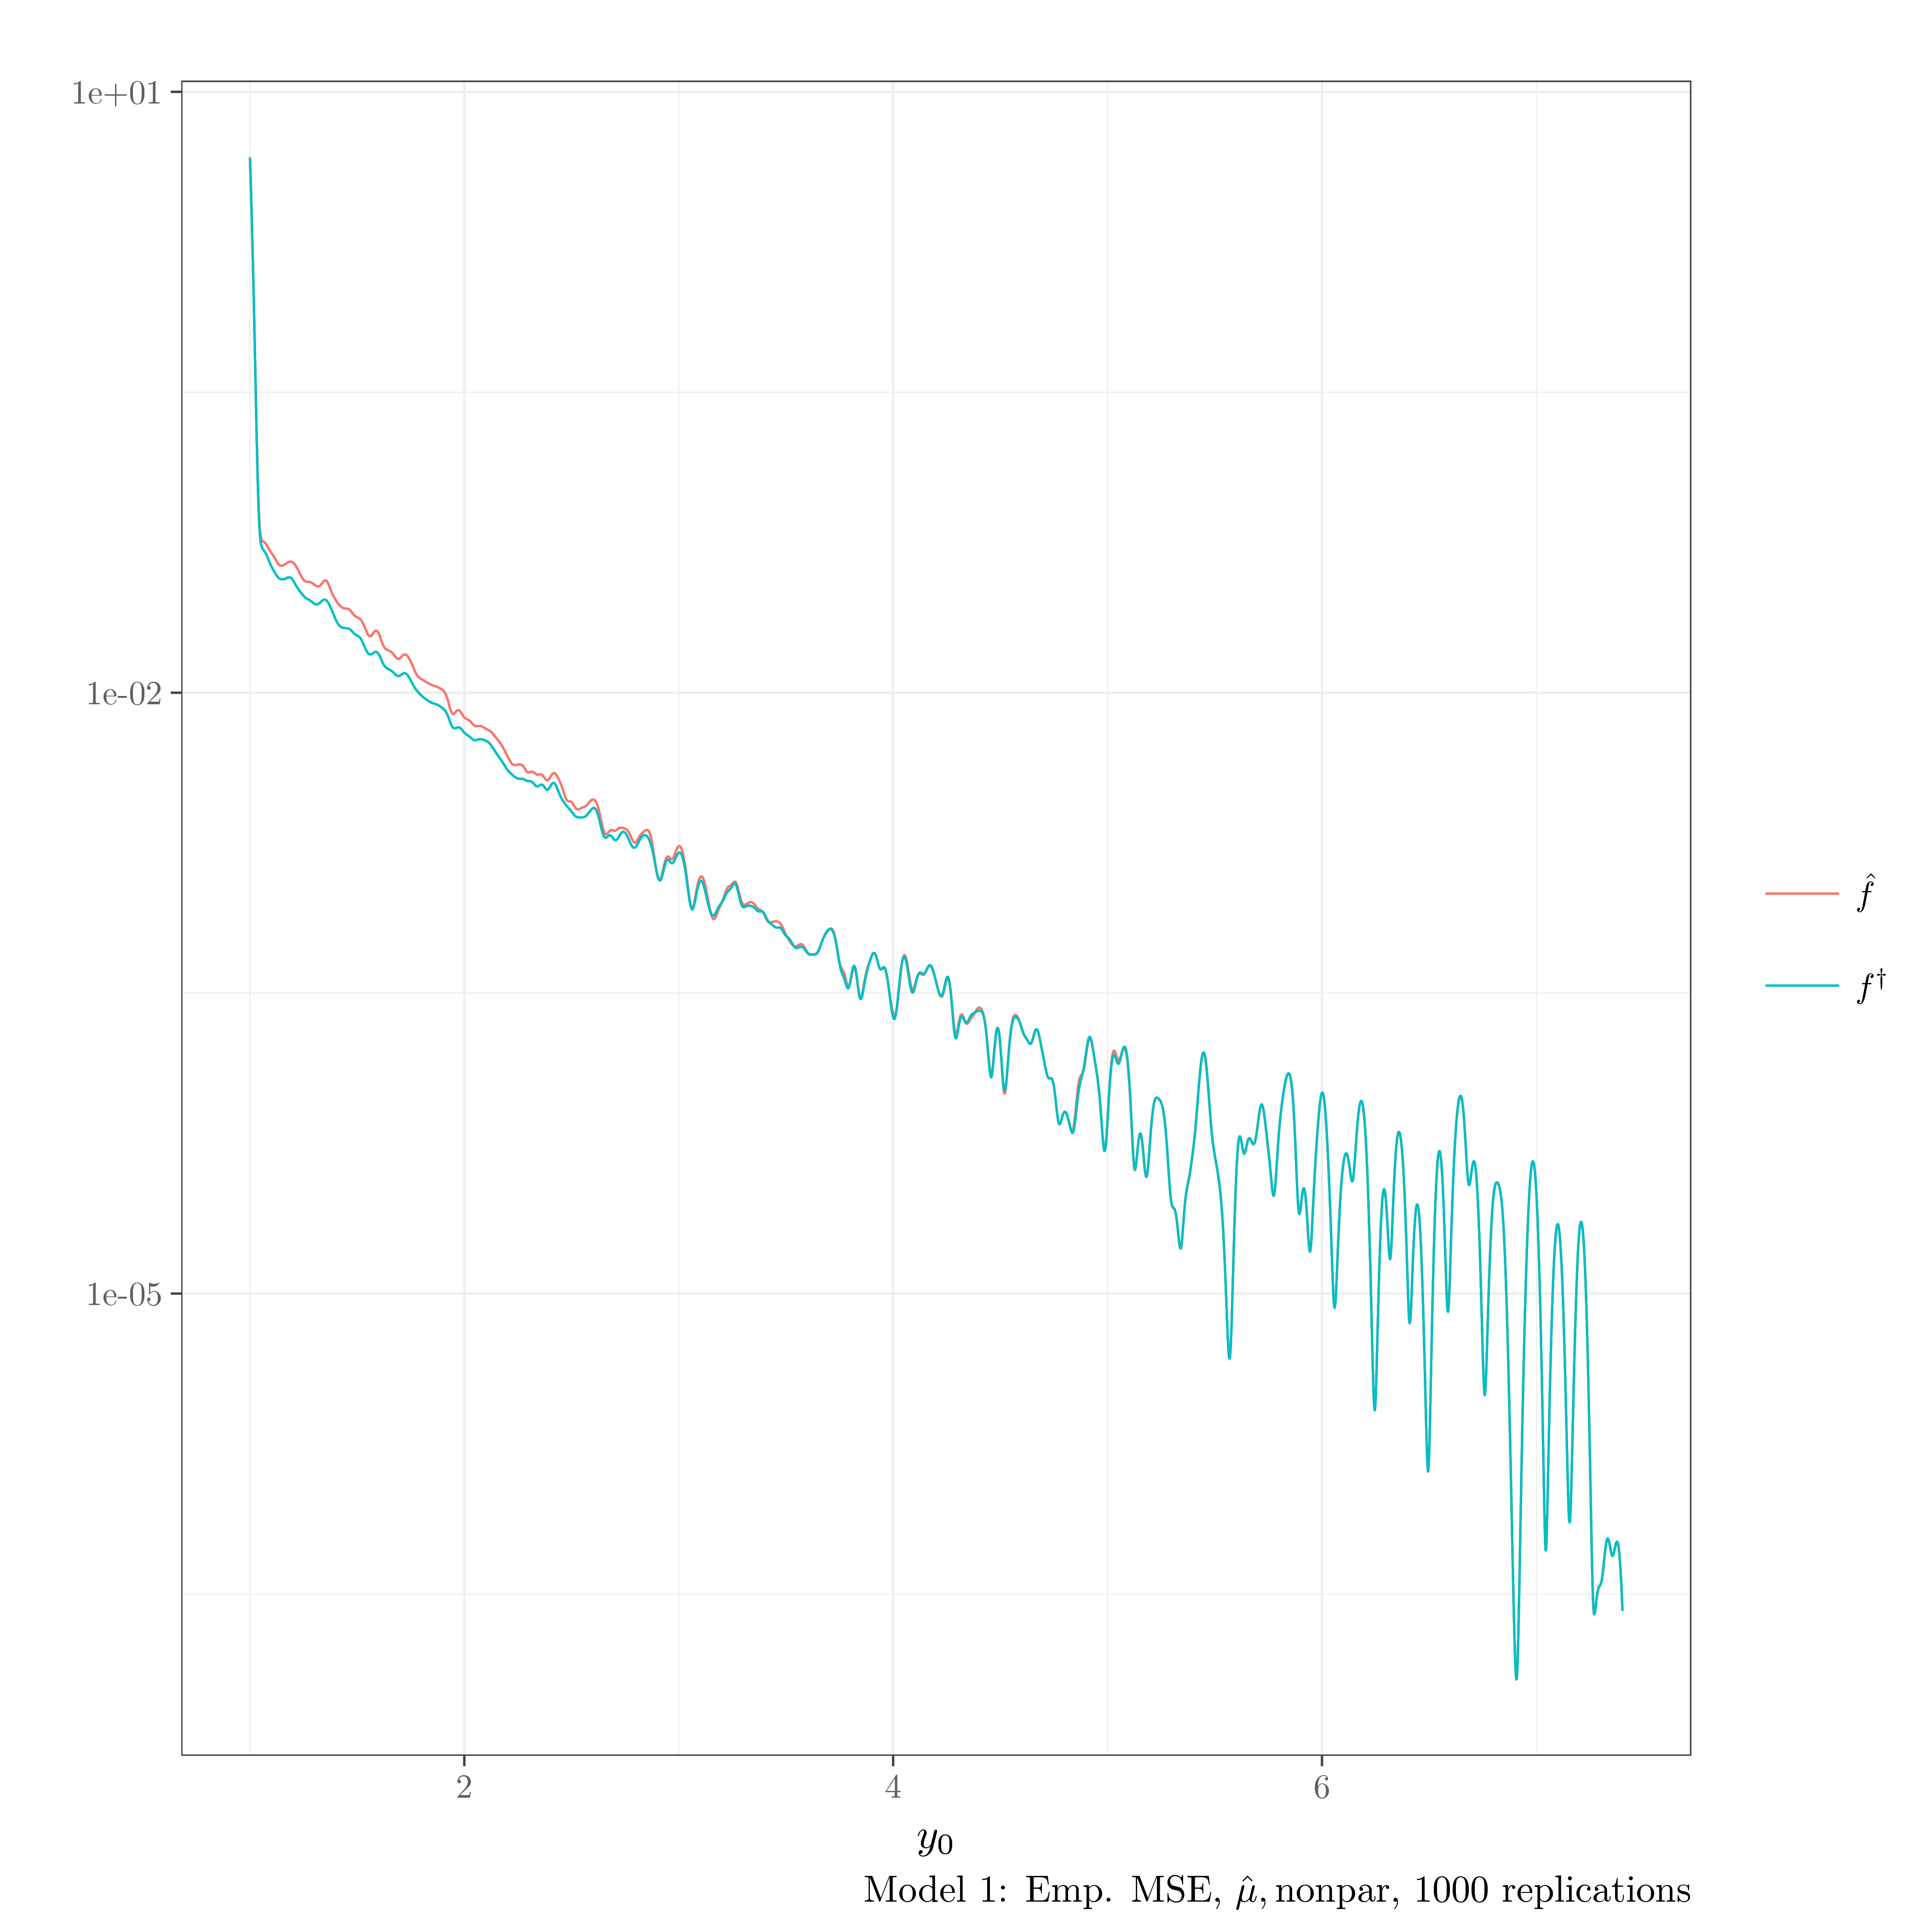 1e+01
1e-02
1e-05
2 4 6
y₀
f̂
f†
Model 1: Emp. MSE, μ̂, nonpar, 1000 replications